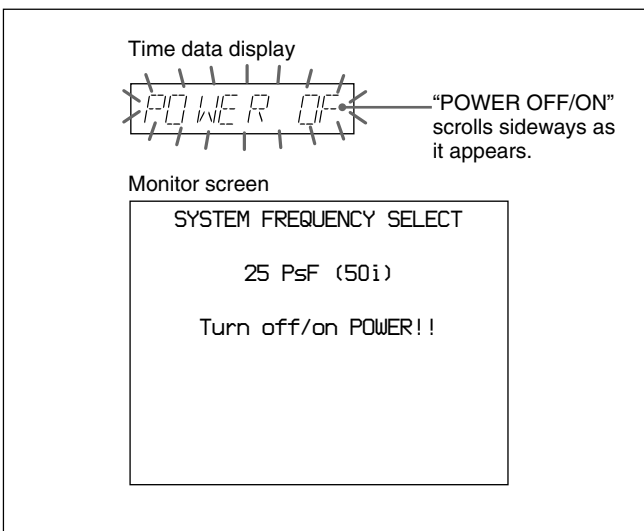 Time data display
POWER OF
“POWER OFF/ON”
scrolls sideways as
it appears.
Monitor screen
SYSTEM FREQUENCY SELECT
25 PsF (50i)
Turn off/on POWER!!